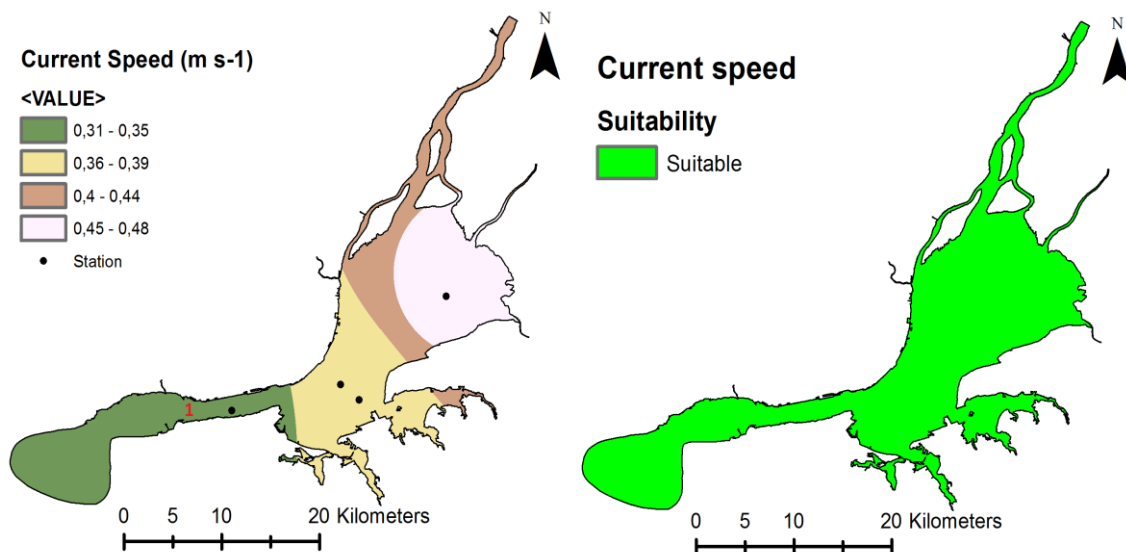 Current Speed (m s-1)
<VALUE>
0,31 - 0,35
0,36 - 0,39
0,4 - 0,44
0,45 - 0,48
Station
N
1
0 5 10 20 Kilometers
Current speed
Suitability
Suitable
N
0 5 10 20 Kilometers